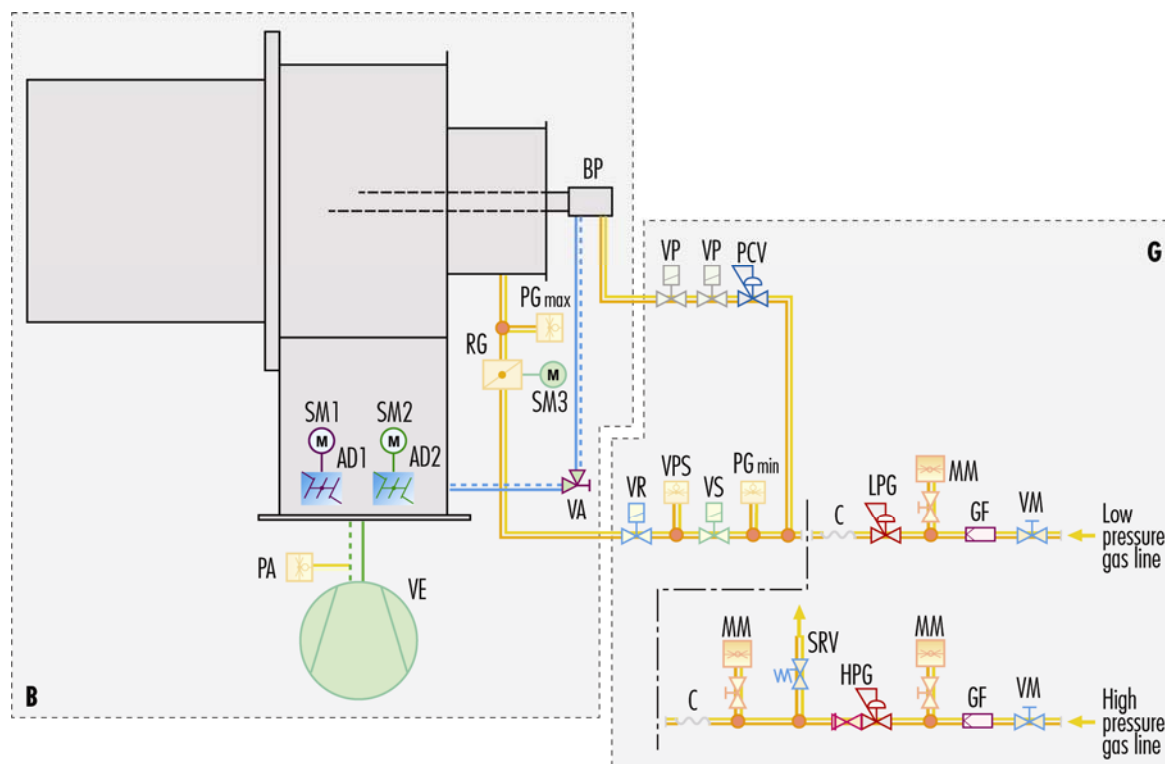 BP
VP VP PCV G
PG max
RG
M
SM3
SM1 SM2
M M
AD1 AD2
VA
VR VPS VS PG min
C LPG MM GF VM
Low
pressure
gas line
PA VE
MM SRV HPG MM
C GF VM
High
pressure
gas line
B